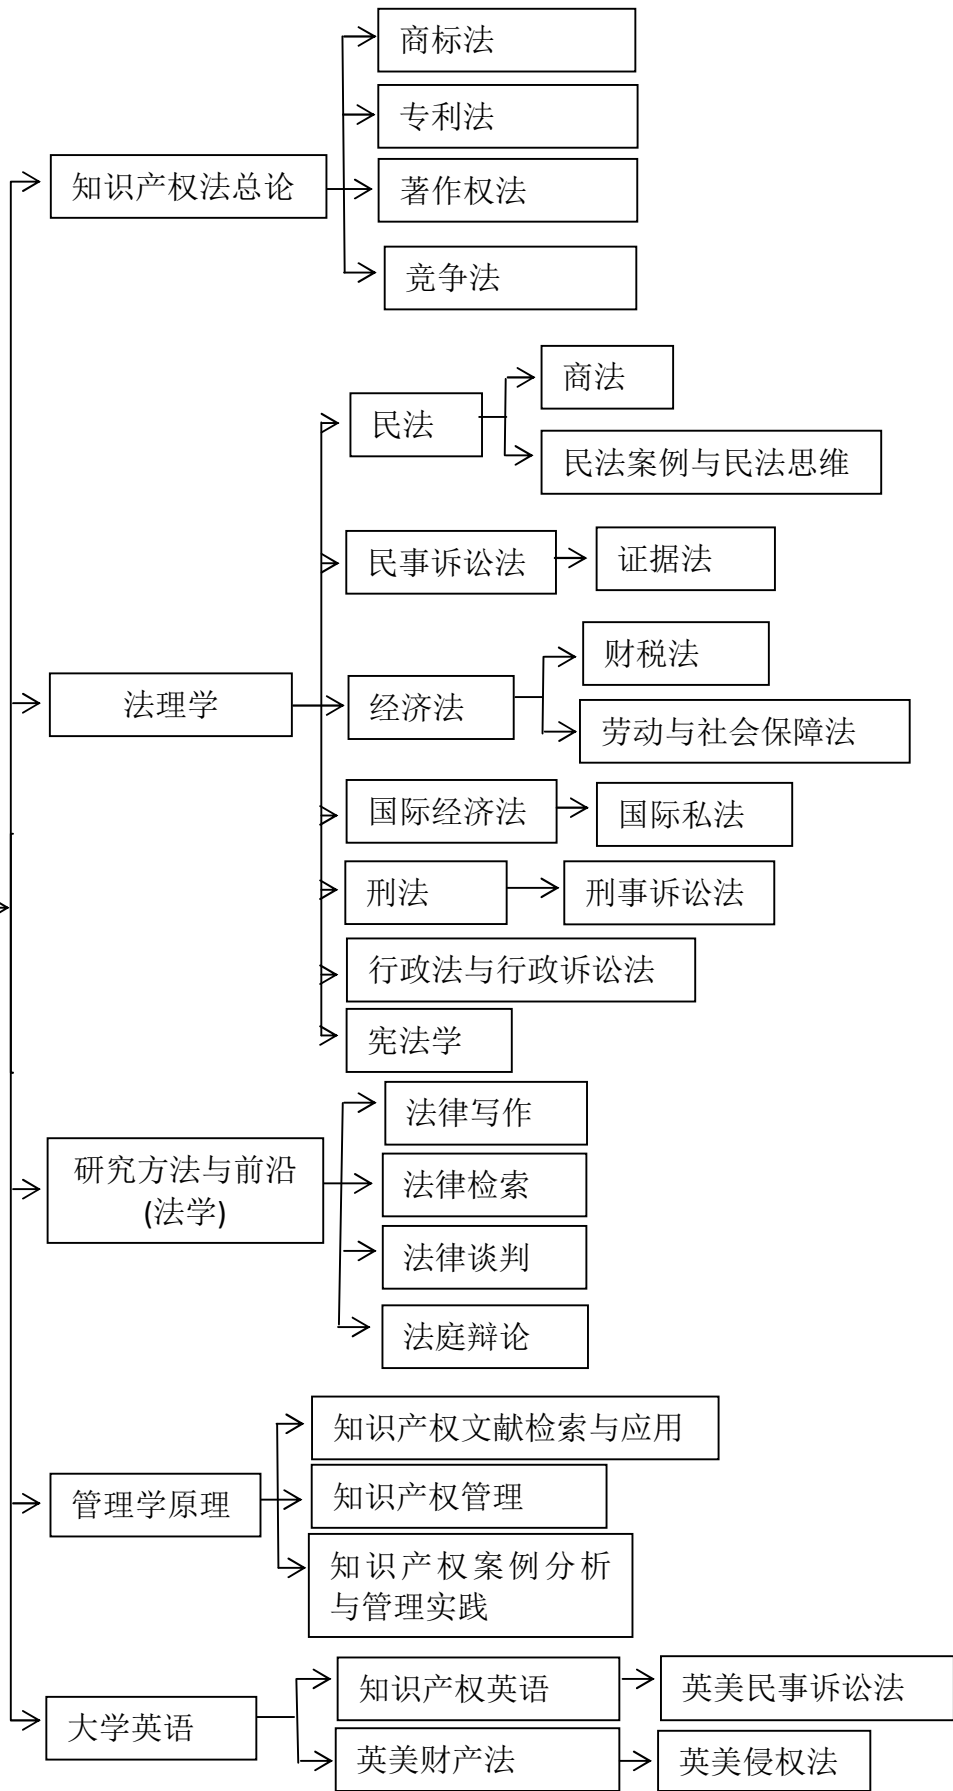 商标法
专利法
知识产权法总论
著作权法
竞争法
商法
民法
民法案例与民法思维
民事诉讼法
证据法
财税法
法理学
经济法
劳动与社会保障法
国际经济法
国际私法
刑法
刑事诉讼法
行政法与行政诉讼法
宪法学
法律写作
研究方法与前沿
(法学)
法律检索
法律谈判
法庭辩论
知识产权文献检索与应用
管理学原理
知识产权管理
知识产权案例分析
与管理实践
知识产权英语
英美民事诉讼法
大学英语
英美财产法
英美侵权法